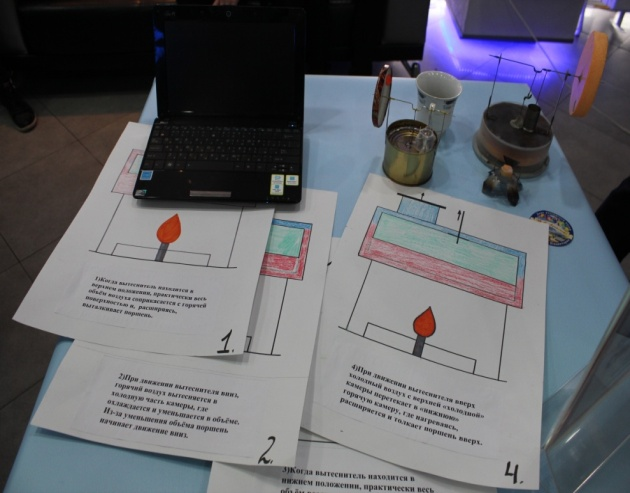 1)Когда вытеснитель находится в
верхнем положении, практически весь
объём воздуха соприкасается с горячей
поверхностью и, расширяясь,
выталкивает поршень.
1.
2)При движении вытеснителя вниз,
горячий воздух вытесняется в
холодную часть камеры, где
охлаждается и уменьшается в объёме.
Из-за уменьшения объёма поршень
начинает движение вниз.
2.
4)При движении вытеснителя вверх
холодный воздух с верхней «холодной»
камеры перетекает в «нижнюю»
горячую камеру, где нагреваясь,
расширяется и толкает поршень вверх.
4.
3)Когда вытеснитель находится в
нижнем положении, практически весь